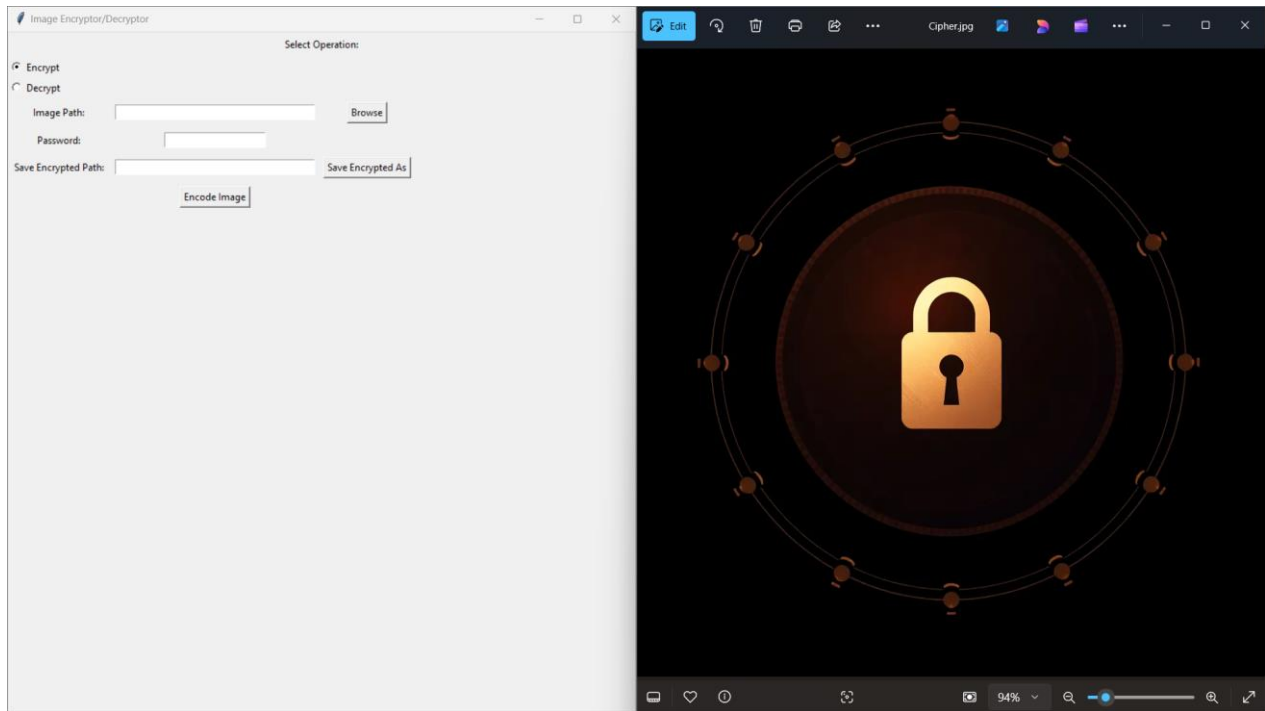 Image Encryptor/Decryptor
Select Operation:
Encrypt
Decrypt
Image Path: Browse
Password:
Save Encrypted Path: Save Encrypted As
Encode Image
Edit Cipher.jpg
94%